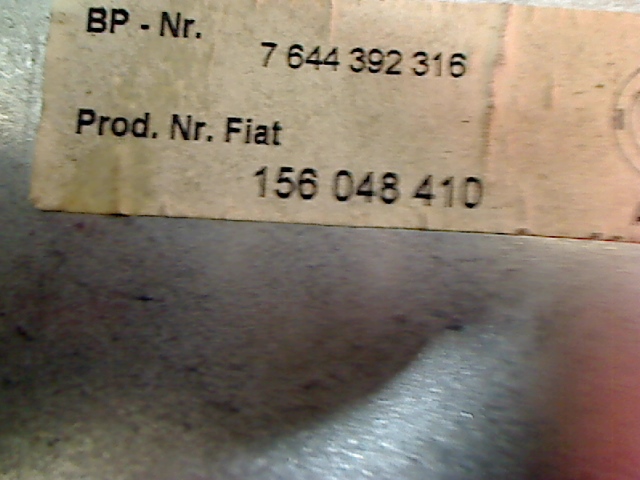 BP - Nr.
7 644 392 316
Prod. Nr. Fiat
156 048 410